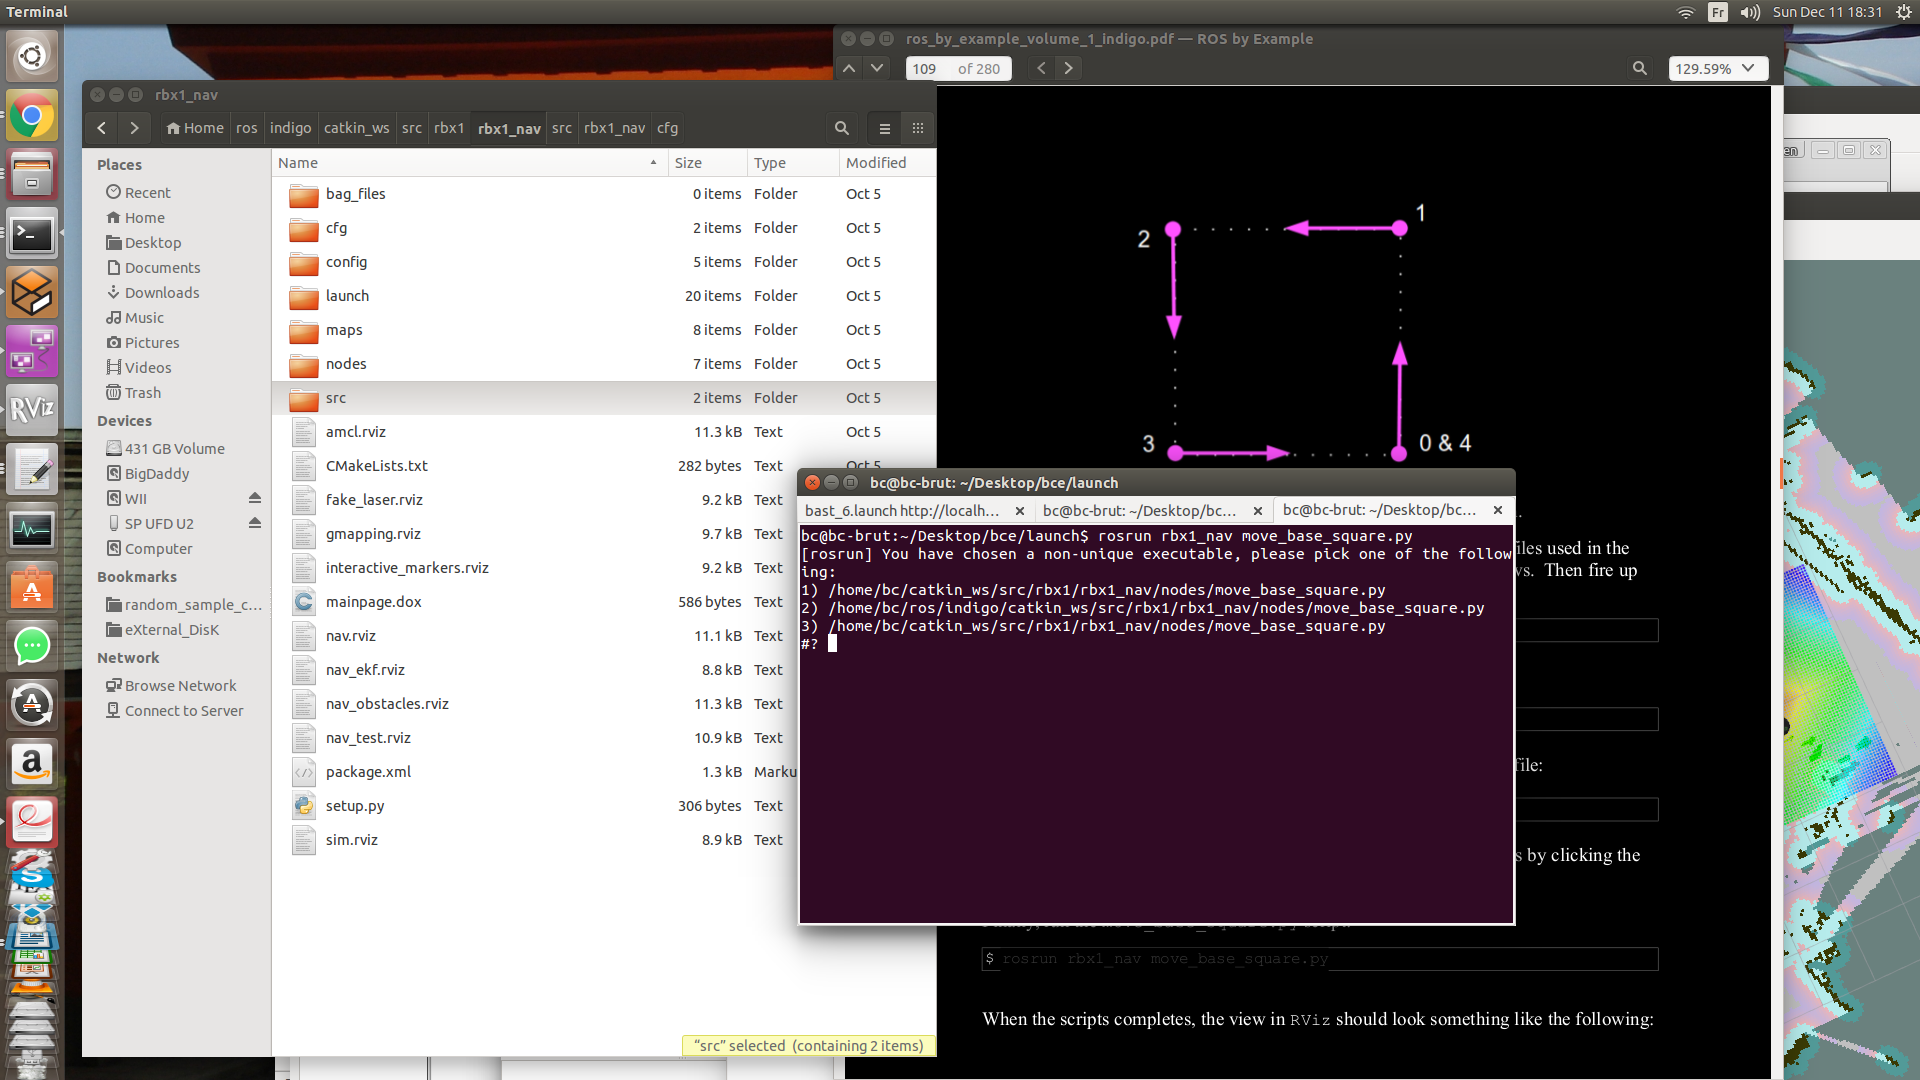 Terminal
Fr
Sun Dec 11 18:31
ros_by_example_volume_1_indigo.pdf — ROS by Example
109 of 280
129.59%
rbx1_nav
Home ros indigo catkin_ws src rbx1 rbx1_nav src rbx1_nav cfg
Places
Recent
Home
Desktop
Documents
Downloads
Music
Pictures
Videos
Trash
Devices
431 GB Volume
BigDaddy
WII
SP UFD U2
Computer
Bookmarks
random_sample_c...
eXternal_DisK
Network
Browse Network
Connect to Server
Name Size Type Modified
bag_files 0 items Folder Oct 5
cfg 2 items Folder Oct 5
config 5 items Folder Oct 5
launch 20 items Folder Oct 5
maps 8 items Folder Oct 5
nodes 7 items Folder Oct 5
src 2 items Folder Oct 5
amcl.rviz 11.3 kB Text Oct 5
CMakeLists.txt 282 bytes Text Oct 5
fake_laser.rviz 9.2 kB Text
gmapping.rviz 9.7 kB Text
interactive_markers.rviz 9.2 kB Text
mainpage.dox 586 bytes Text
nav.rviz 11.1 kB Text
nav_ekf.rviz 8.8 kB Text
nav_obstacles.rviz 11.3 kB Text
nav_test.rviz 10.9 kB Text
package.xml 1.3 kB Marku
setup.py 306 bytes Text
sim.rviz 8.9 kB Text
"src" selected (containing 2 items)
1
2
3
0 & 4
bc@bc-brut: ~/Desktop/bce/launch
bast_6.launch http://localh... bc@bc-brut: ~/Desktop/bc... bc@bc-brut: ~/Desktop/bc...
bc@bc-brut:~/Desktop/bce/launch$ rosrun rbx1_nav move_base_square.py
[rosrun] You have chosen a non-unique executable, please pick one of the follow
ing:
1) /home/bc/catkin_ws/src/rbx1/rbx1_nav/nodes/move_base_square.py
2) /home/bc/ros/indigo/catkin_ws/src/rbx1/rbx1_nav/nodes/move_base_square.py
3) /home/bc/catkin_ws/src/rbx1/rbx1_nav/nodes/move_base_square.py
#?
iles used in the
vs. Then fire up
file:
s by clicking the
$ rosrun rbx1_nav move_base_square.py
When the scripts completes, the view in RViz should look something like the following:
RViz
en